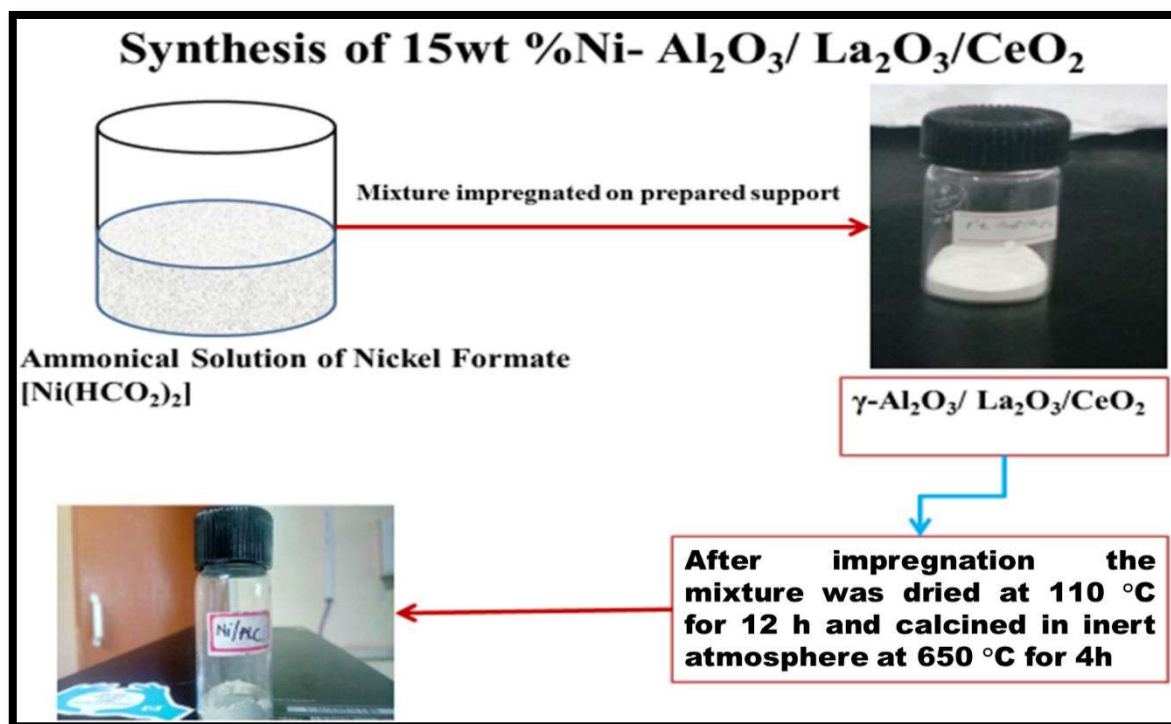 Synthesis of 15wt %Ni- Al₂O₃/ La₂O₃/CeO₂
Mixture impregnated on prepared support
Ammonical Solution of Nickel Formate
[Ni(HCO₂)₂]
γ-Al₂O₃/ La₂O₃/CeO₂
After impregnation the
mixture was dried at 110 °C
for 12 h and calcined in inert
atmosphere at 650 °C for 4h
Ni/ALC